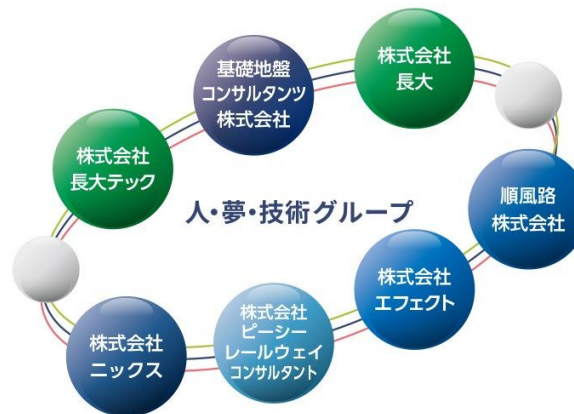 株式会社
長大
基礎地盤
コンサルタンツ
株式会社
株式会社
長大テック
人・夢・技術グループ
順風路
株式会社
株式会社
エフェクト
株式会社
ピーシー
レールウェイ
コンサルタント
株式会社
ニックス